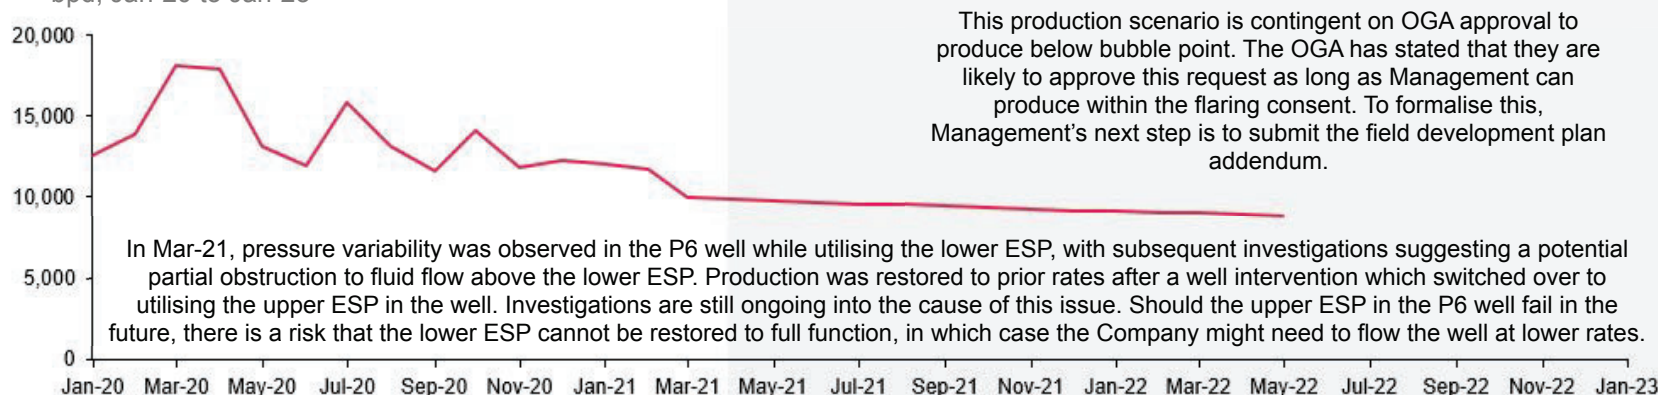 bpd, Jan-20 to Jan-23
This production scenario is contingent on OGA approval to
produce below bubble point. The OGA has stated that they are
likely to approve this request as long as Management can
produce within the flaring consent. To formalise this,
Management's next step is to submit the field development plan
addendum.
20,000
15,000
10,000
In Mar-21, pressure variability was observed in the P6 well while utilising the lower ESP, with subsequent investigations suggesting a potential
partial obstruction to fluid flow above the lower ESP. Production was restored to prior rates after a well intervention which switched over to
utilising the upper ESP in the well. Investigations are still ongoing into the cause of this issue. Should the upper ESP in the P6 well fail in the
future, there is a risk that the lower ESP cannot be restored to full function, in which case the Company might need to flow the well at lower rates.
5,000
0
Jan-20 Mar-20 May-20 Jul-20 Sep-20 Nov-20 Jan-21 Mar-21 May-21 Jul-21 Sep-21 Nov-21 Jan-22 Mar-22 May-22 Jul-22 Sep-22 Nov-22 Jan-23